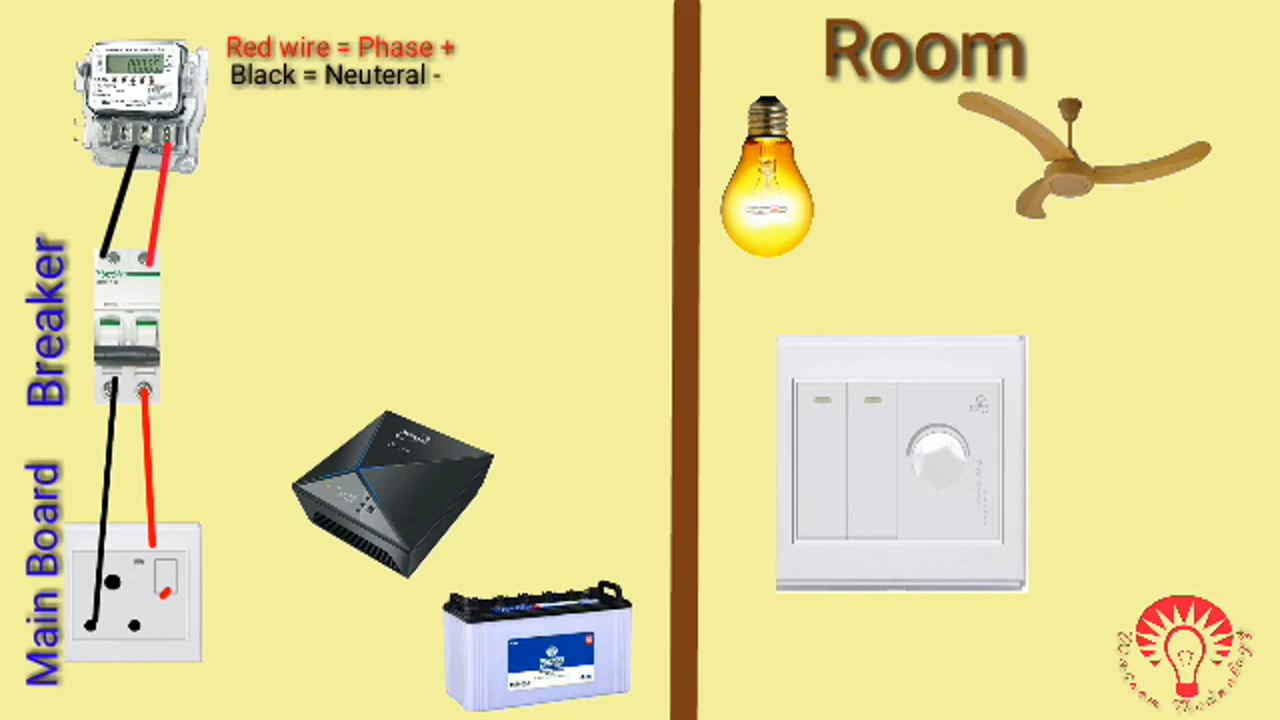 Red wire = Phase +
Black = Neuteral -
Room
Breaker
Main Board